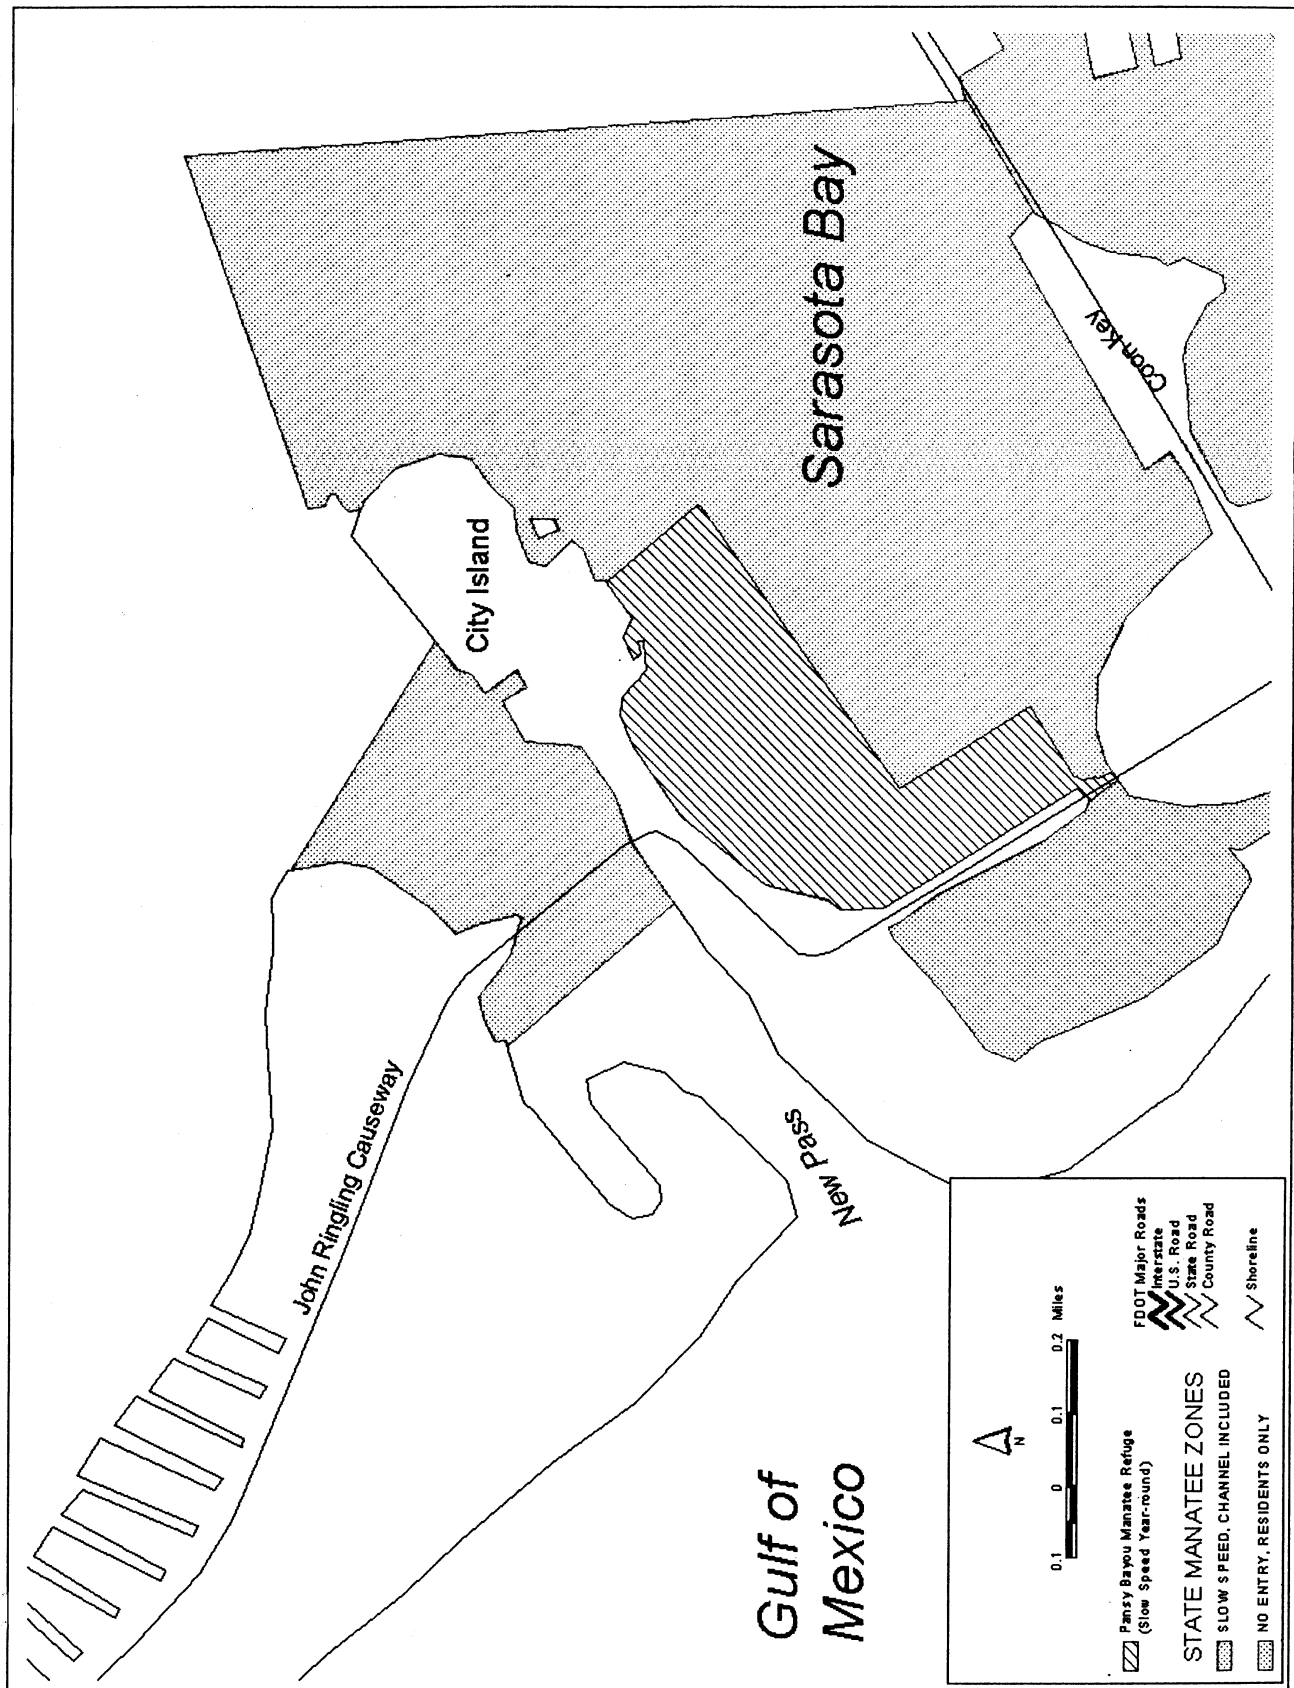 Sarasota Bay
City Island
Coon Key
John Ringling Causeway
New Pass
Gulf of
Mexico
N
0.1 0 0.1 0.2 Miles
Pansy Bayou Manatee Refuge
(Slow Speed Year-round)
STATE MANATEE ZONES
SLOW SPEED, CHANNEL INCLUDED
NO ENTRY, RESIDENTS ONLY
FDOT Major Roads
Interstate
U.S. Road
State Road
County Road
Shoreline